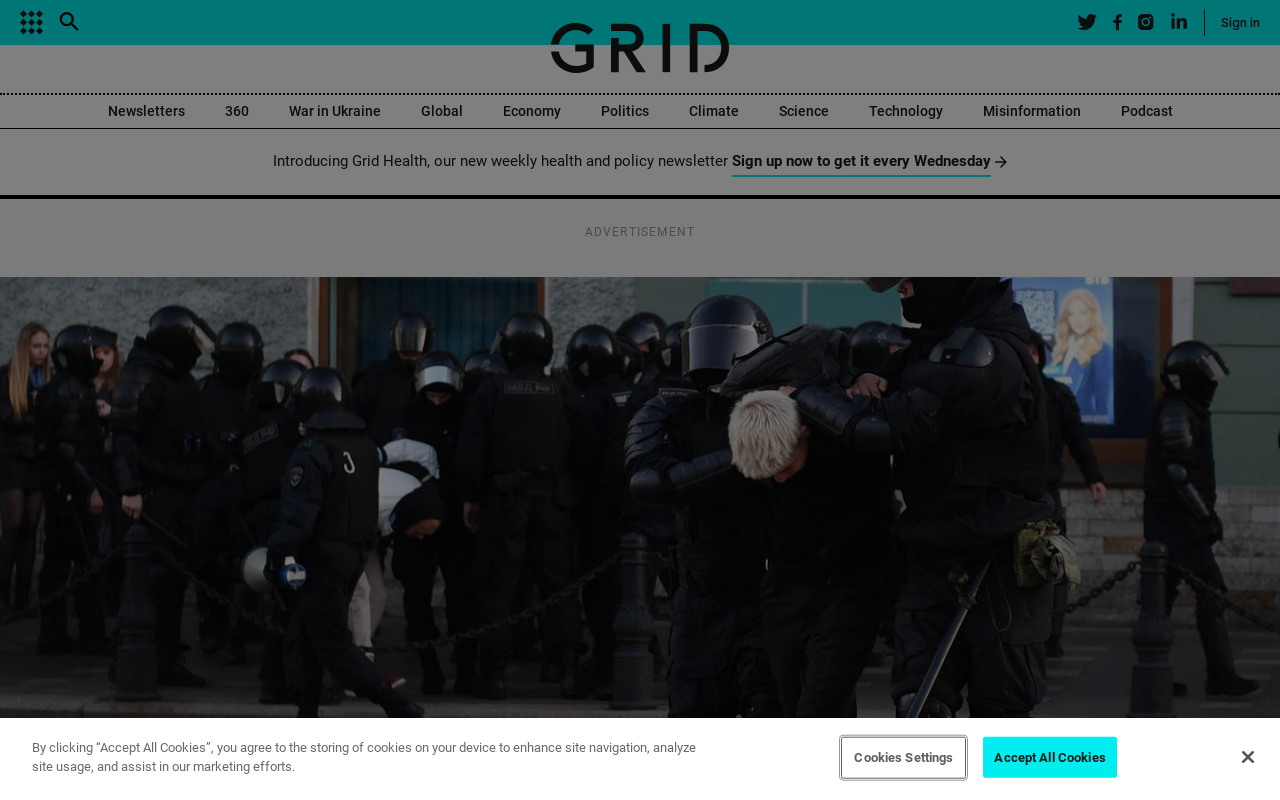 Sign in
GRID
Newsletters 360 War in Ukraine Global Economy Politics Climate Science Technology Misinformation Podcast
Introducing Grid Health, our new weekly health and policy newsletter Sign up now to get it every Wednesday
ADVERTISEMENT
МВД РФ
By clicking “Accept All Cookies”, you agree to the storing of cookies on your device to enhance site navigation, analyze
site usage, and assist in our marketing efforts.
Cookies Settings
Accept All Cookies